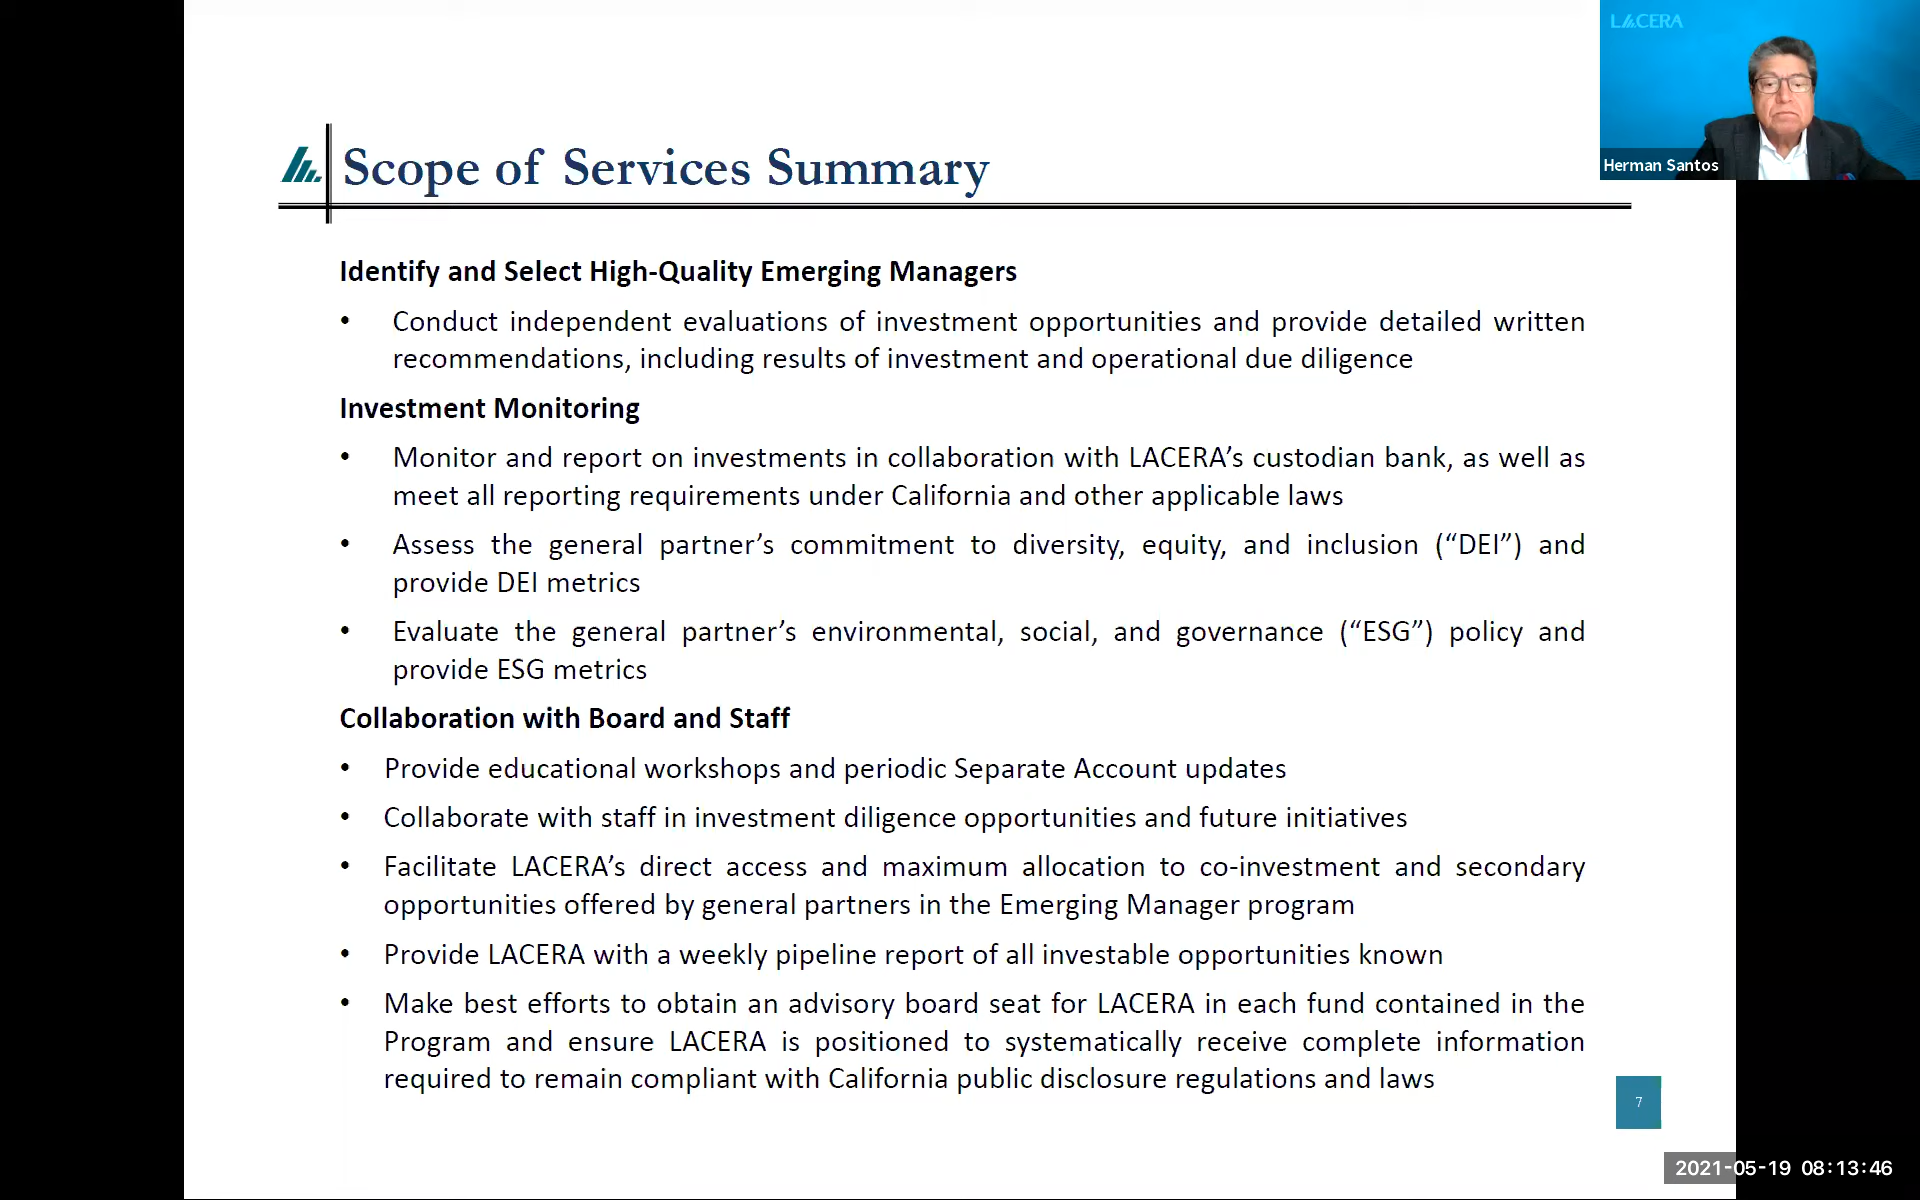 LACERA
Herman Santos
Scope of Services Summary
Identify and Select High-Quality Emerging Managers
• Conduct independent evaluations of investment opportunities and provide detailed written
recommendations, including results of investment and operational due diligence
Investment Monitoring
• Monitor and report on investments in collaboration with LACERA’s custodian bank, as well as
meet all reporting requirements under California and other applicable laws
• Assess the general partner’s commitment to diversity, equity, and inclusion (“DEI”) and
provide DEI metrics
• Evaluate the general partner’s environmental, social, and governance (“ESG”) policy and
provide ESG metrics
Collaboration with Board and Staff
• Provide educational workshops and periodic Separate Account updates
• Collaborate with staff in investment diligence opportunities and future initiatives
• Facilitate LACERA’s direct access and maximum allocation to co-investment and secondary
opportunities offered by general partners in the Emerging Manager program
• Provide LACERA with a weekly pipeline report of all investable opportunities known
• Make best efforts to obtain an advisory board seat for LACERA in each fund contained in the
Program and ensure LACERA is positioned to systematically receive complete information
required to remain compliant with California public disclosure regulations and laws
7
2021-05-19 08:13:46